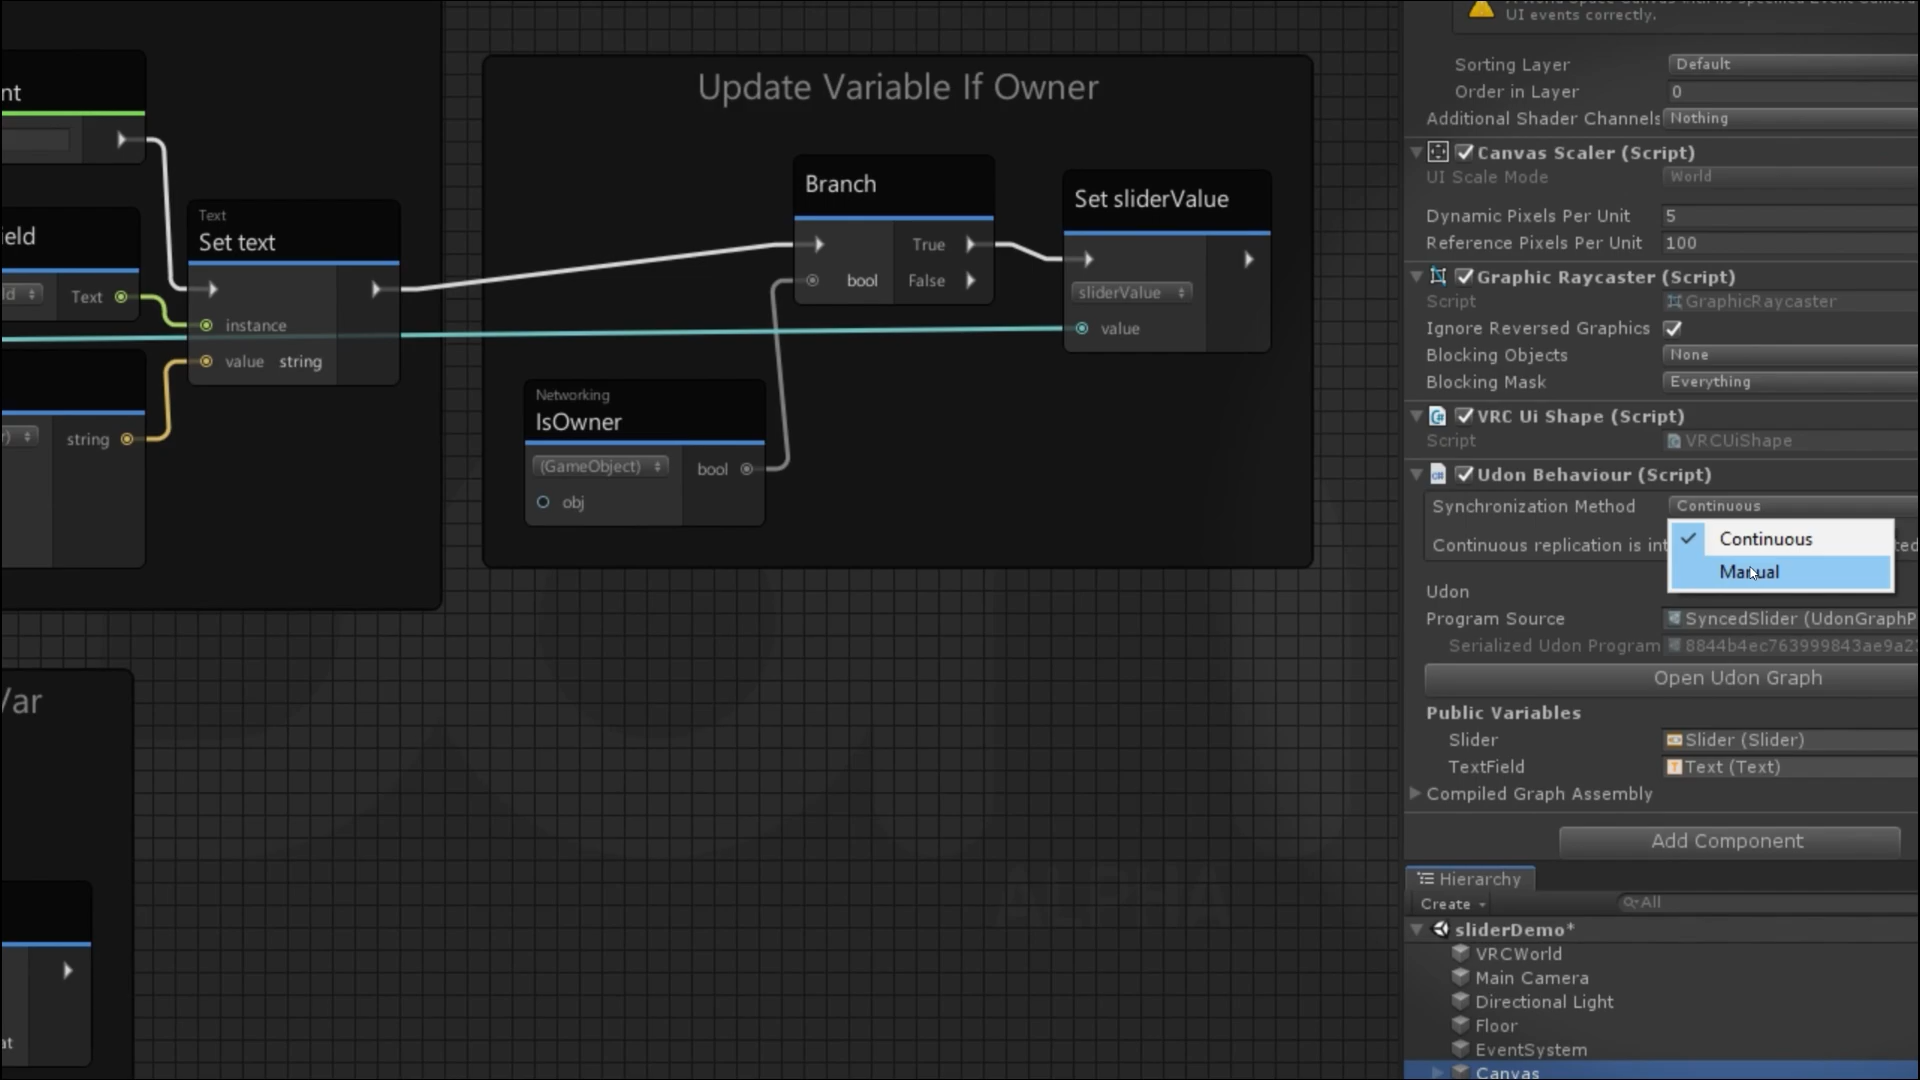 nt
ield
ld
Text
string
Text
Set text
instance
value string
Update Variable If Owner
Branch
True
bool
False
Set sliderValue
sliderValue
value
Networking
IsOwner
(GameObject)
bool
obj
Var
at
ALPHA
UI events correctly.
Sorting Layer Default
Order in Layer 0
Additional Shader Channels Nothing
Canvas Scaler (Script)
UI Scale Mode World
Dynamic Pixels Per Unit 5
Reference Pixels Per Unit 100
Graphic Raycaster (Script)
Script GraphicRaycaster
Ignore Reversed Graphics
Blocking Objects None
Blocking Mask Everything
VRC Ui Shape (Script)
Script VRCUiShape
Udon Behaviour (Script)
Synchronization Method Continuous
Continuous
Continuous replication is int ted
Manual
Udon
Program Source SyncedSlider (UdonGraphP
Serialized Udon Program 8844b4ec763999843ae9a2
Open Udon Graph
Public Variables
Slider Slider (Slider)
TextField Text (Text)
Compiled Graph Assembly
Add Component
Hierarchy
Create All
sliderDemo*
VRCWorld
Main Camera
Directional Light
Floor
EventSystem
Canvas